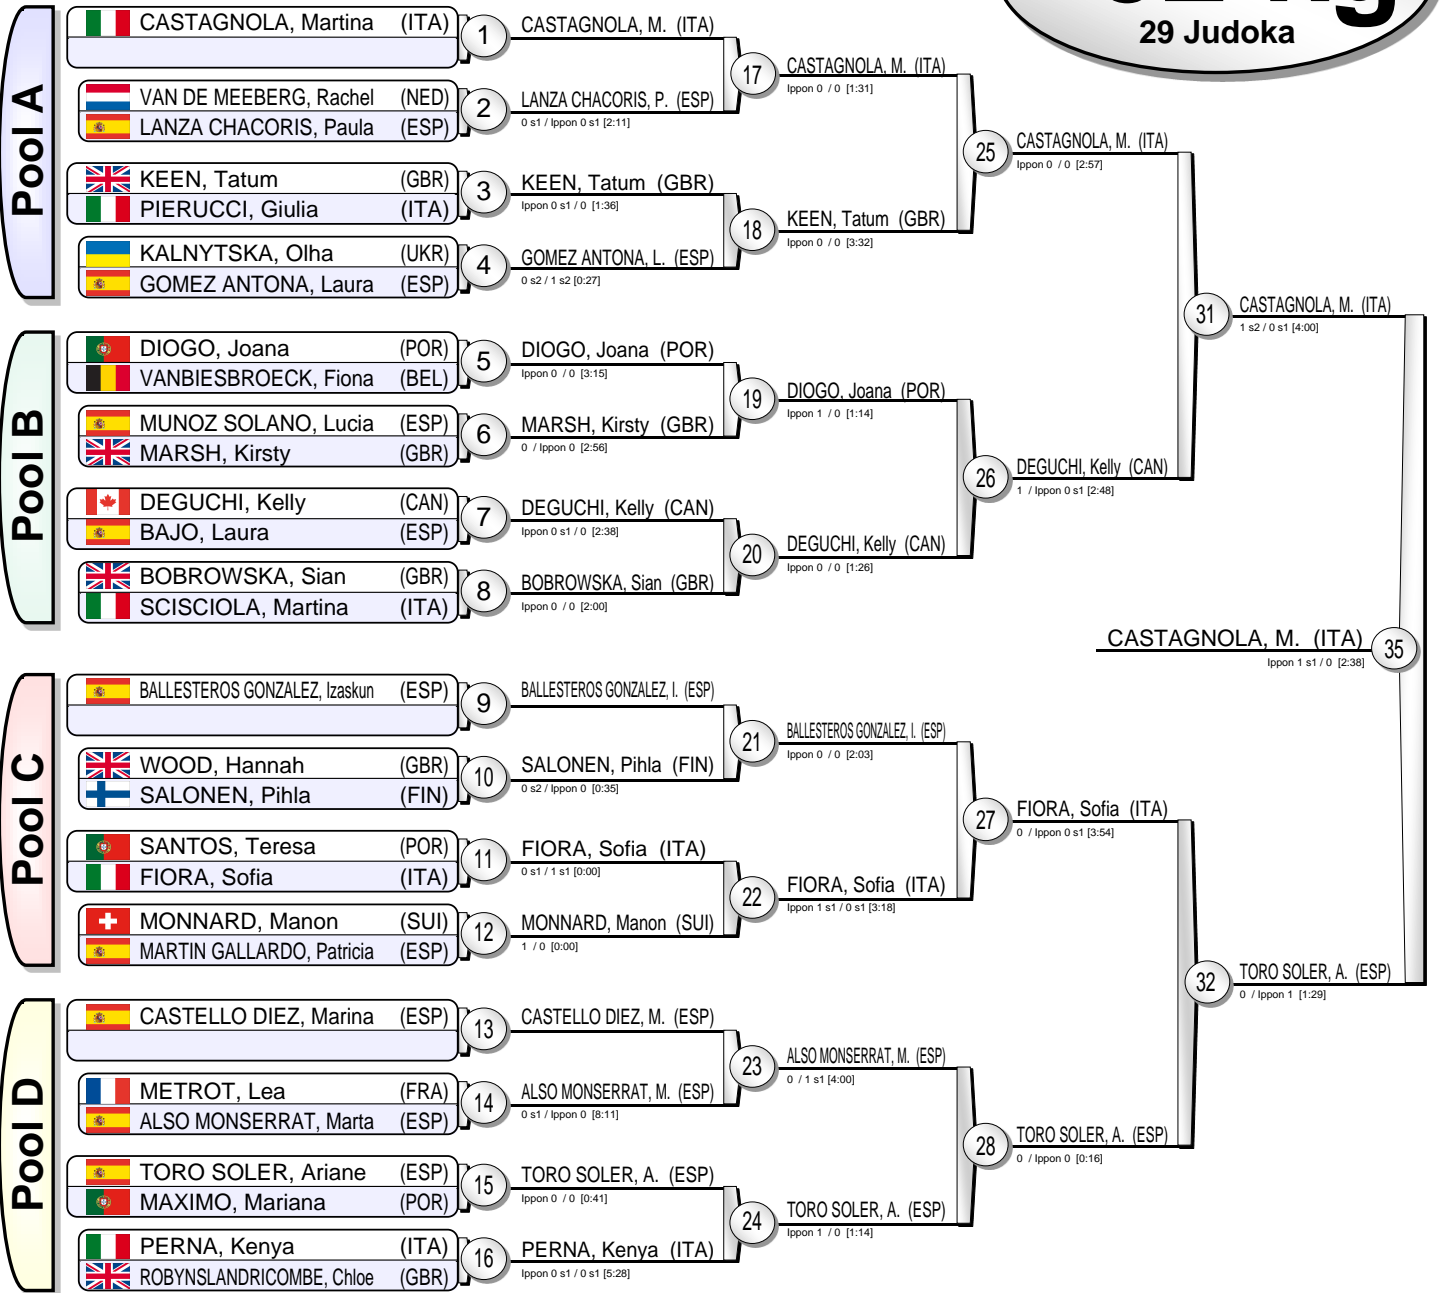 29 Judoka
Pool A
CASTAGNOLA, Martina (ITA)
1
VAN DE MEEBERG, Rachel (NED)
LANZA CHACORIS, Paula (ESP)
2
KEEN, Tatum (GBR)
PIERUCCI, Giulia (ITA)
3
KALNYTSKA, Olha (UKR)
GOMEZ ANTONA, Laura (ESP)
4
Pool B
DIOGO, Joana (POR)
VANBIESBROECK, Fiona (BEL)
5
MUNOZ SOLANO, Lucia (ESP)
MARSH, Kirsty (GBR)
6
DEGUCHI, Kelly (CAN)
BAJO, Laura (ESP)
7
BOBROWSKA, Sian (GBR)
SCISCIOLA, Martina (ITA)
8
Pool C
BALLESTEROS GONZALEZ, Izaskun (ESP)
9
WOOD, Hannah (GBR)
SALONEN, Pihla (FIN)
10
SANTOS, Teresa (POR)
FIORA, Sofia (ITA)
11
MONNARD, Manon (SUI)
MARTIN GALLARDO, Patricia (ESP)
12
Pool D
CASTELLO DIEZ, Marina (ESP)
13
METROT, Lea (FRA)
ALSO MONSERRAT, Marta (ESP)
14
TORO SOLER, Ariane (ESP)
MAXIMO, Mariana (POR)
15
PERNA, Kenya (ITA)
ROBYNSLANDRICOMBE, Chloe (GBR)
16
CASTAGNOLA, M. (ITA)
LANZA CHACORIS, P. (ESP)
0 s1 / Ippon 0 s1 [2:11]
17
KEEN, Tatum (GBR)
Ippon 0 s1 / 0 [1:36]
GOMEZ ANTONA, L. (ESP)
0 s2 / 1 s2 [0:27]
18
DIOGO, Joana (POR)
Ippon 0 / 0 [3:15]
MARSH, Kirsty (GBR)
0 / Ippon 0 [2:56]
19
DEGUCHI, Kelly (CAN)
Ippon 0 s1 / 0 [2:38]
BOBROWSKA, Sian (GBR)
Ippon 0 / 0 [2:00]
20
BALLESTEROS GONZALEZ, I. (ESP)
SALONEN, Pihla (FIN)
0 s2 / Ippon 0 [0:35]
21
FIORA, Sofia (ITA)
0 s1 / 1 s1 [0:00]
MONNARD, Manon (SUI)
1 / 0 [0:00]
22
CASTELLO DIEZ, M. (ESP)
ALSO MONSERRAT, M. (ESP)
0 s1 / Ippon 0 [8:11]
23
TORO SOLER, A. (ESP)
Ippon 0 / 0 [0:41]
PERNA, Kenya (ITA)
Ippon 0 s1 / 0 s1 [5:28]
24
CASTAGNOLA, M. (ITA)
Ippon 0 / 0 [1:31]
KEEN, Tatum (GBR)
Ippon 0 / 0 [3:32]
25
DIOGO, Joana (POR)
Ippon 1 / 0 [1:14]
DEGUCHI, Kelly (CAN)
Ippon 0 / 0 [1:26]
26
BALLESTEROS GONZALEZ, I. (ESP)
Ippon 0 / 0 [2:03]
FIORA, Sofia (ITA)
Ippon 1 s1 / 0 s1 [3:18]
27
ALSO MONSERRAT, M. (ESP)
0 / 1 s1 [4:00]
TORO SOLER, A. (ESP)
Ippon 1 / 0 [1:14]
28
CASTAGNOLA, M. (ITA)
Ippon 0 / 0 [2:57]
DEGUCHI, Kelly (CAN)
1 / Ippon 0 s1 [2:48]
31
FIORA, Sofia (ITA)
0 / Ippon 0 s1 [3:54]
TORO SOLER, A. (ESP)
0 / Ippon 0 [0:16]
32
CASTAGNOLA, M. (ITA)
1 s2 / 0 s1 [4:00]
TORO SOLER, A. (ESP)
0 / Ippon 1 [1:29]
CASTAGNOLA, M. (ITA)
35
Ippon 1 s1 / 0 [2:38]